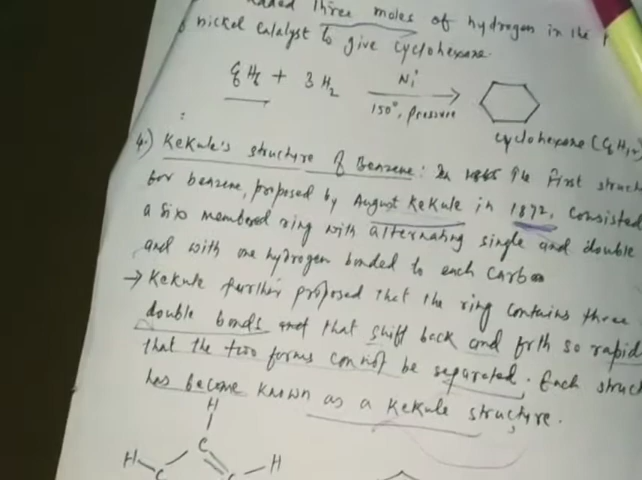 three moles of hydrogen in the
nickel catalyst to give cyclohexane.
C6H6 + 3H2 Ni 150°, pressure
cyclohexane (C6H12
4.) Kekule's structure of Benzene: In The first struct
for benzene, proposed by August Kekule in 1872, consisted
a six membered ring with alternating single and double
and with one hydrogen bonded to each carbon
→ Kekule further proposed that the ring contains three
double bonds and that shift back and forth so rapid
that the two forms can not be separated. Each struct
has become known as a Kekule structure.
H
C
H C C H